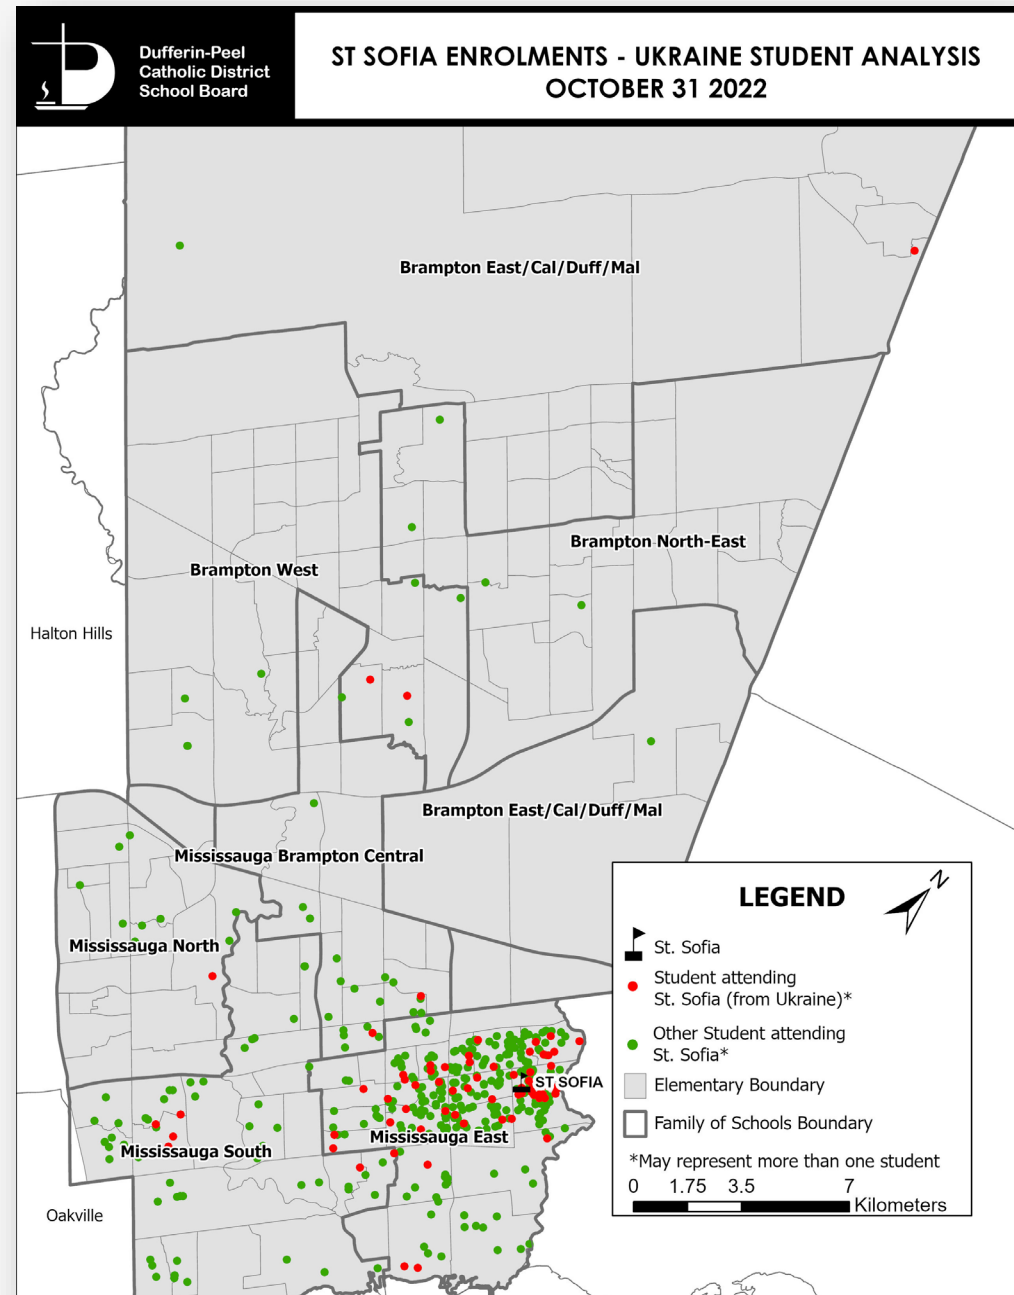 Dufferin-Peel
Catholic District
School Board
ST SOFIA ENROLMENTS - UKRAINE STUDENT ANALYSIS
OCTOBER 31 2022
Brampton East/Cal/Duff/Mal
Brampton North-East
Brampton West
Halton Hills
Brampton East/Cal/Duff/Mal
Mississauga Brampton Central
Mississauga North
ST SOFIA
Mississauga East
Mississauga South
Oakville
LEGEND
N
St. Sofia
Student attending
St. Sofia (from Ukraine)*
Other Student attending
St. Sofia*
Elementary Boundary
Family of Schools Boundary
*May represent more than one student
0 1.75 3.5 7
Kilometers